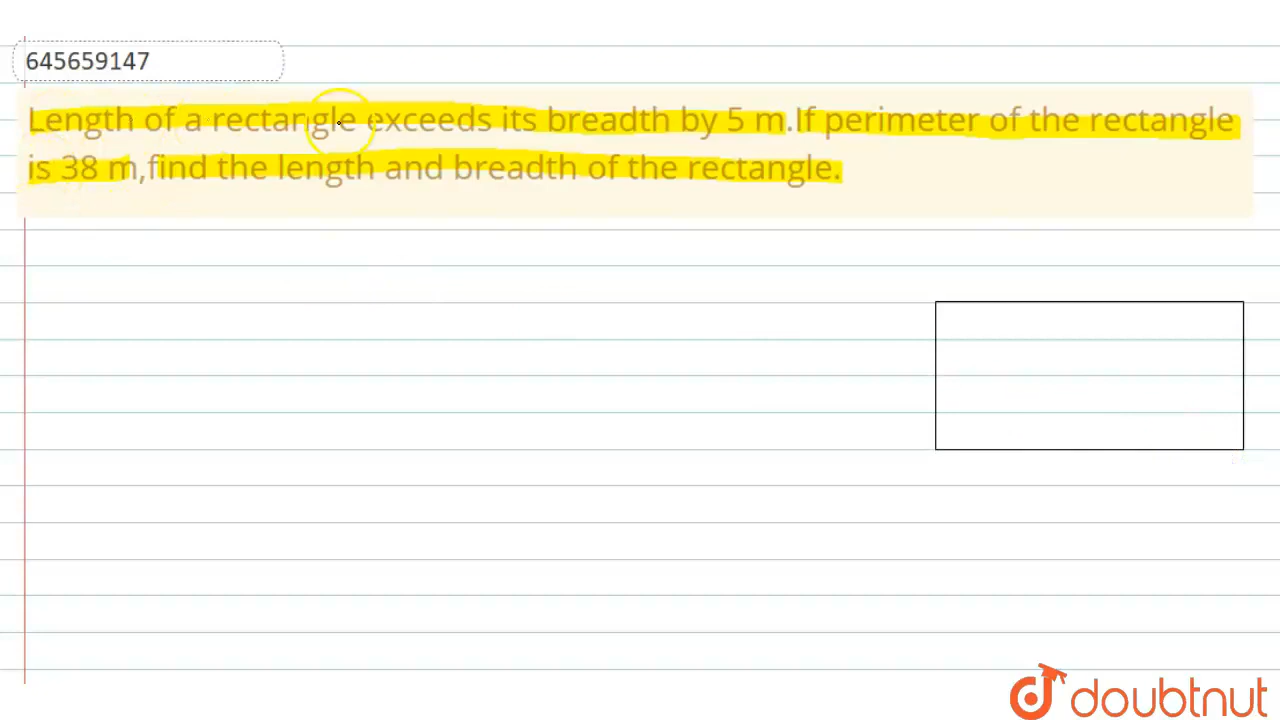 645659147
Length of a rectangle exceeds its breadth by 5 m.If perimeter of the rectangle
is 38 m,find the length and breadth of the rectangle.
doubtnut